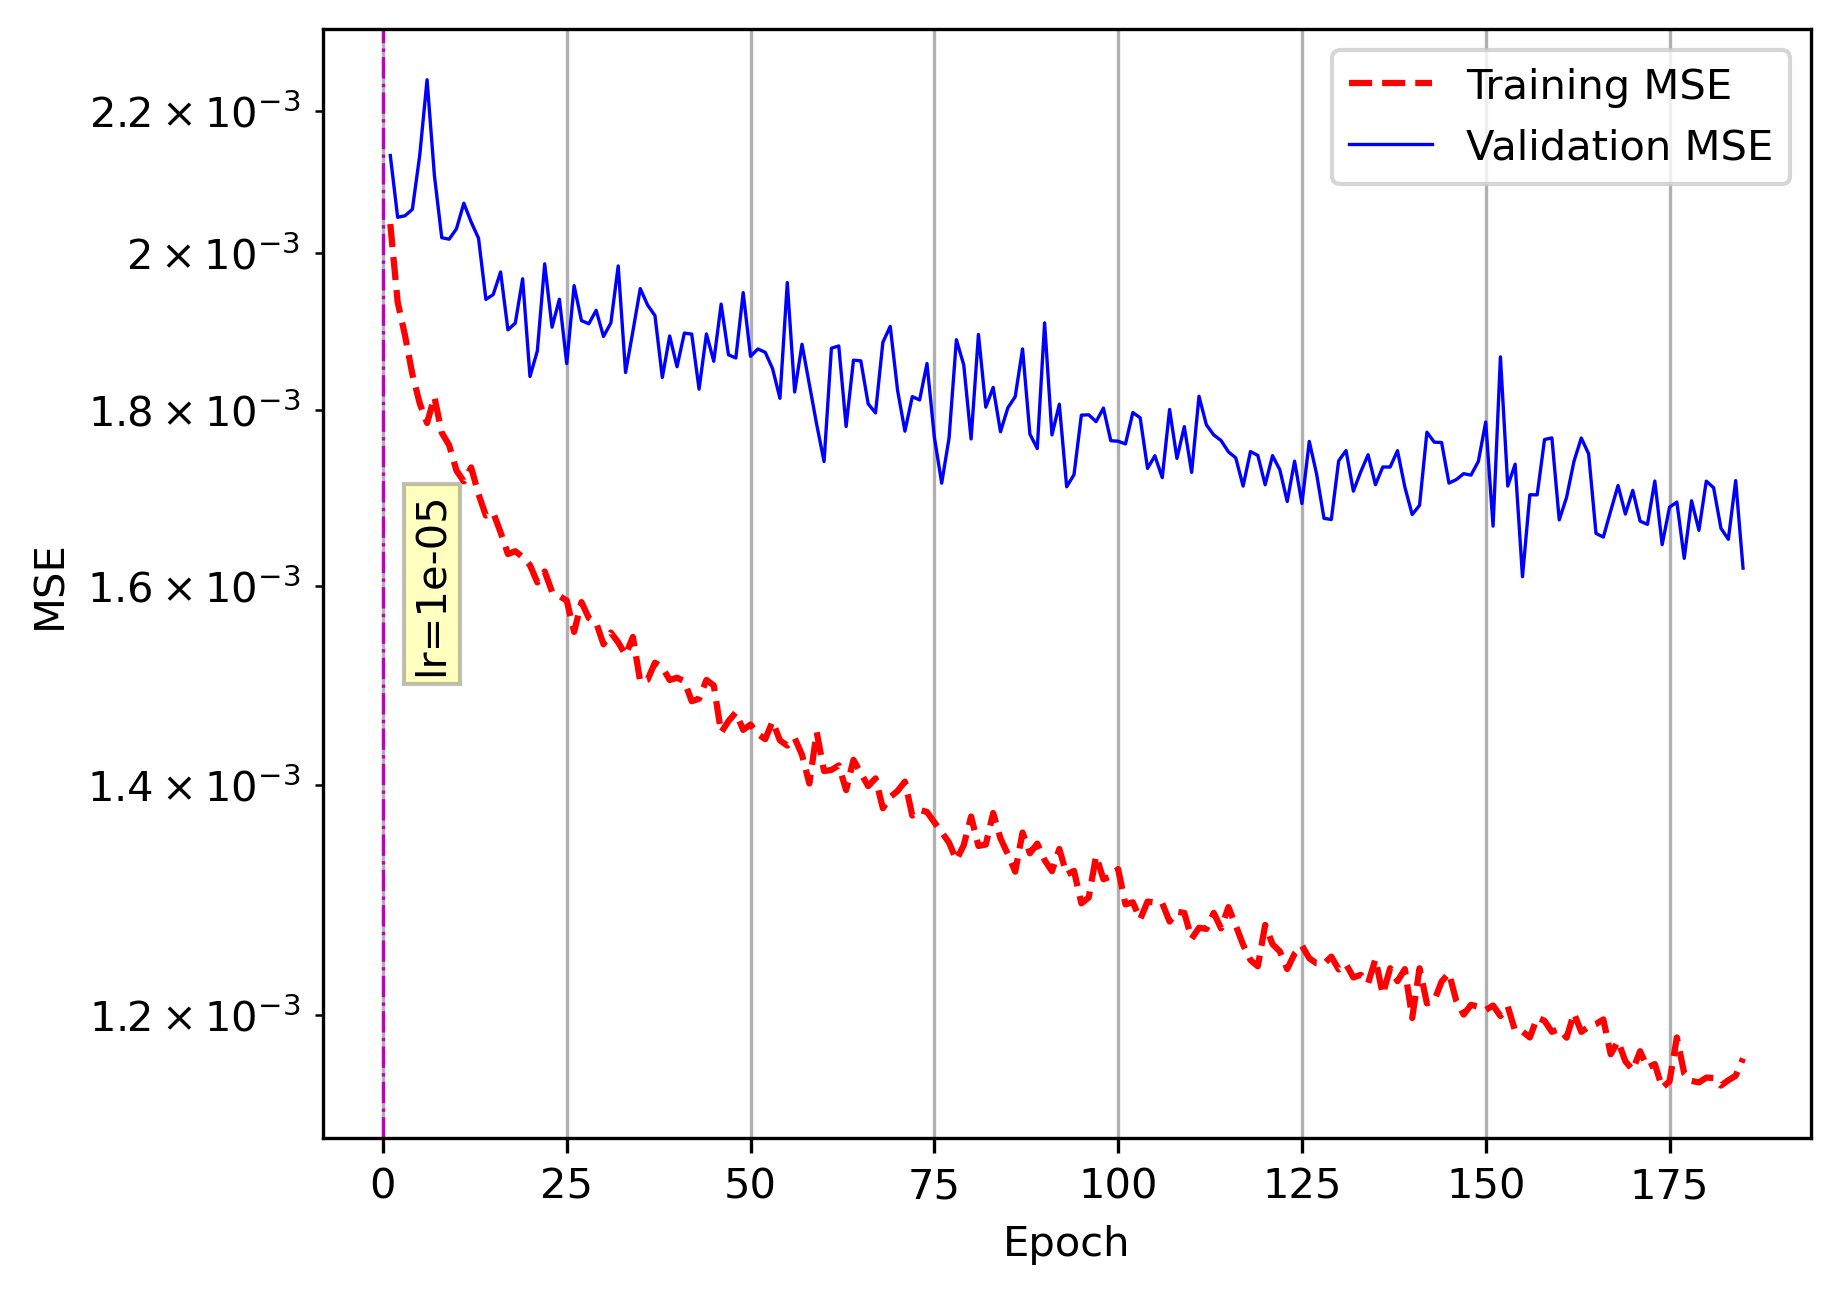 Training MSE
Validation MSE
2.2 × 10⁻³
2 × 10⁻³
1.8 × 10⁻³
1.6 × 10⁻³
1.4 × 10⁻³
1.2 × 10⁻³
MSE
lr=1e-05
0 25 50 75 100 125 150 175
Epoch